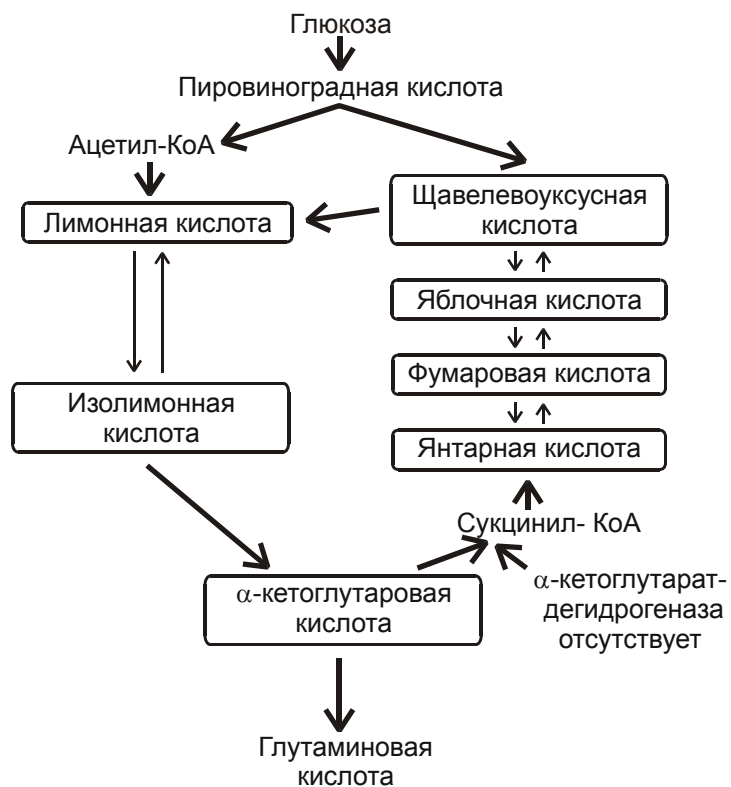 Глюкоза
Пировиноградная кислота
Ацетил-КоА
Лимонная кислота
Щавелевоуксусная
кислота
Яблочная кислота
Фумаровая кислота
Изолимонная
кислота
Янтарная кислота
Сукцинил- КоА
α-кетоглутаровая
кислота
α-кетоглутарат-
дегидрогеназа
отсутствует
Глутаминовая
кислота